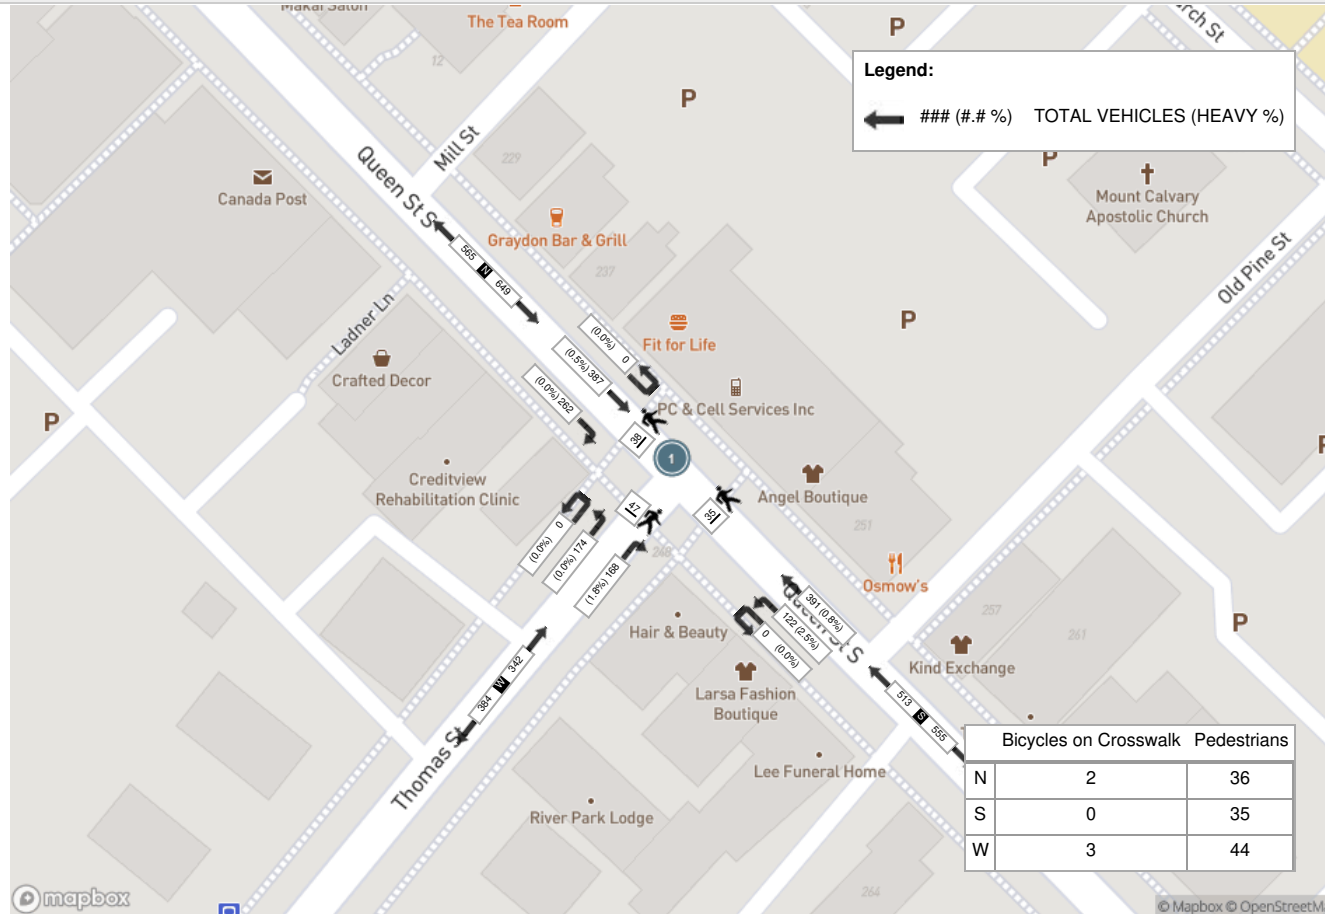 Makai Salon
The Tea Room
12
P
P
rch St
Legend:
### (#.# %) TOTAL VEHICLES (HEAVY %)
P
Mill St
229
Queen St S
Canada Post
Mount Calvary
Apostolic Church
Graydon Bar & Grill
237
565 N 649
Old Pine St
Ladner Ln
P
Fit for Life
(0.0%) 0
(0.5%) 387
(0.0%) 262
Crafted Decor
PC & Cell Services Inc
P
38
1
Creditview
Rehabilitation Clinic
Angel Boutique
47
35
251
248
(0.0%) 0
(0.0%) 174
(1.8%) 168
Osmow's
391 (0.8%)
122 (2.5%)
0 (0.0%)
Queen St S
257
261
P
Hair & Beauty
Kind Exchange
342 W 384
Larsa Fashion
Boutique
513 S 555
Thomas St
Lee Funeral Home
River Park Lodge
Bicycles on Crosswalk Pedestrians
N 2 36
S 0 35
W 3 44
264
mapbox
© Mapbox © OpenStreetM